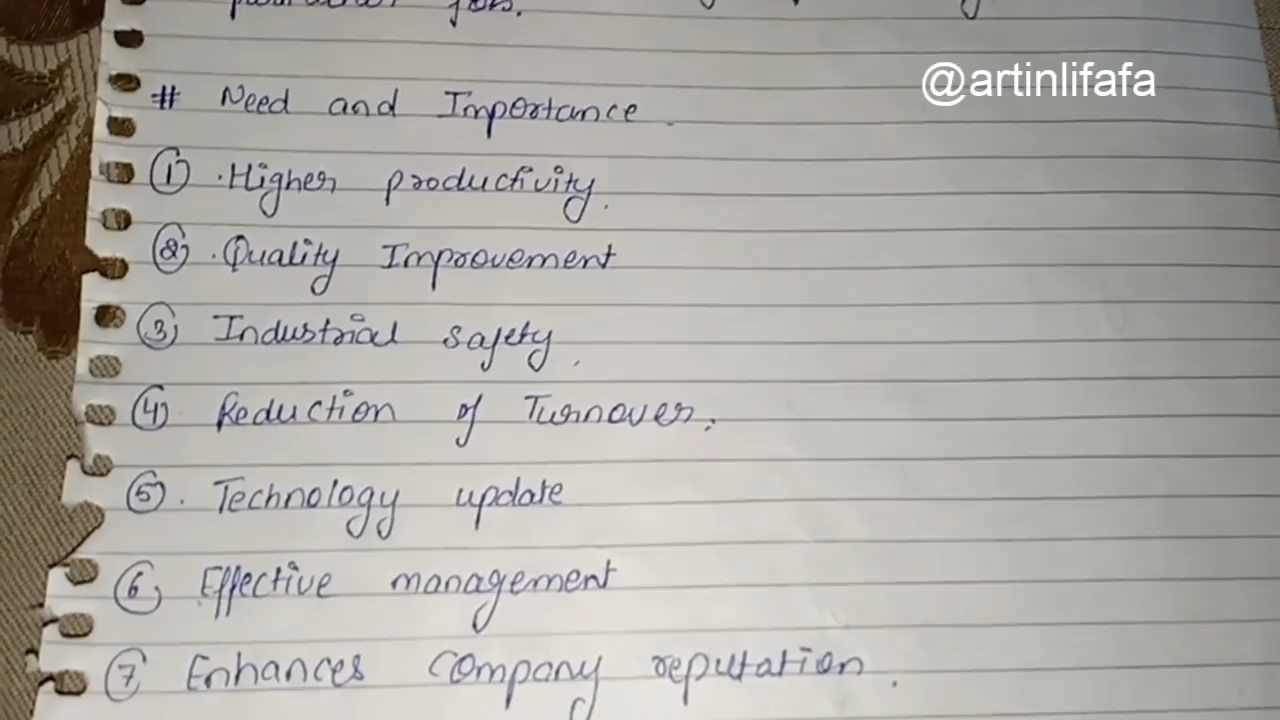 @artinlifafa
# Need and Importance.
① Higher productivity.
② Quality Improvement
③ Industrial safety.
④ Reduction of Turnover.
⑤. Technology update
⑥ Effective management
⑦ Enhances Company reputation.